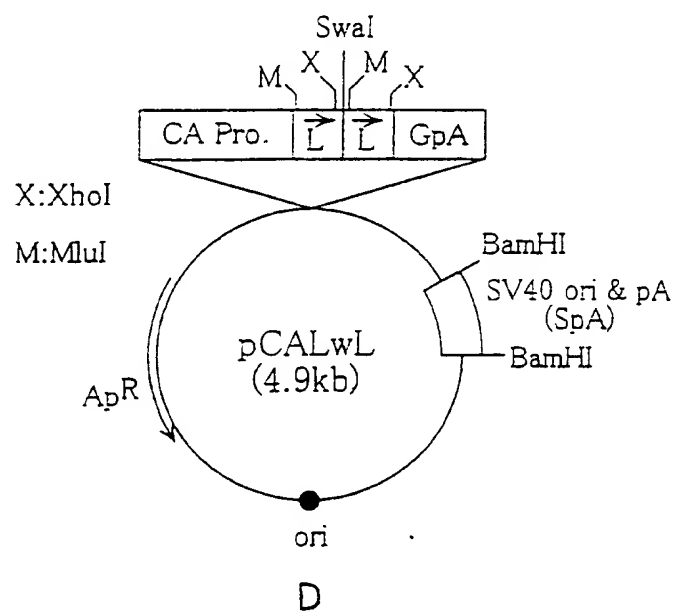 SwaI
M X M X
CA Pro. L L GpA
X:XhoI
M:MluI
BamHI
SV40 ori & pA
(SpA)
BamHI
pCALwL
(4.9kb)
ApR
ori
D